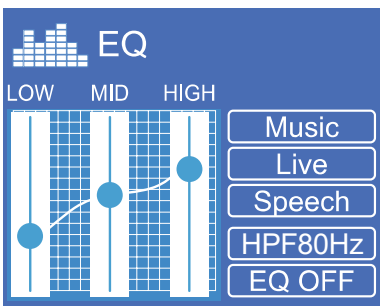 EQ
LOW MID HIGH
Music
Live
Speech
HPF80Hz
EQ OFF